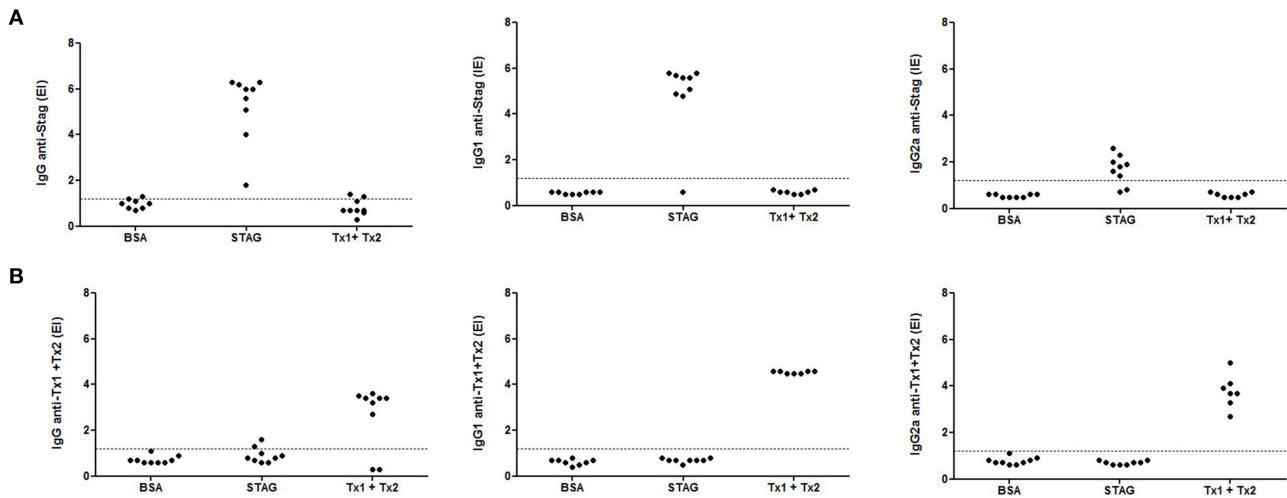 A
IgG anti-Stag (EI)
8
6
4
2
0
BSA
STAG
Tx1+ Tx2
IgG1 anti-Stag (IE)
8
6
4
2
0
BSA
STAG
Tx1+ Tx2
IgG2a anti-Stag (IE)
8
6
4
2
0
BSA
STAG
Tx1+ Tx2
B
IgG anti-Tx1 +Tx2 (EI)
8
6
4
2
0
BSA
STAG
Tx1 + Tx2
IgG1 anti-Tx1+Tx2 (EI)
8
6
4
2
0
BSA
STAG
Tx1 + Tx2
IgG2a anti-Tx1+Tx2 (EI)
8
6
4
2
0
BSA
STAG
Tx1 + Tx2